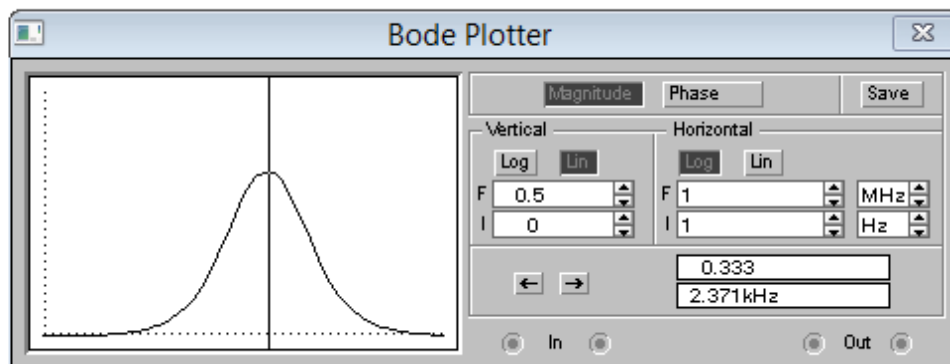 Bode Plotter
Magnitude Phase Save
Vertical Horizontal
Log Lin Log Lin
F 0.5 F 1 MHz
I 0 I 1 Hz
0.333
2.371kHz
In Out